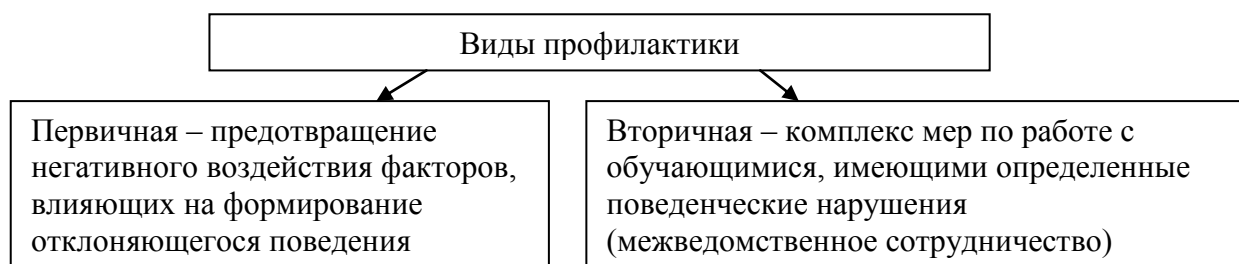 Виды профилактики
Первичная – предотвращение
негативного воздействия факторов,
влияющих на формирование
отклоняющегося поведения
Вторичная – комплекс мер по работе с
обучающимися, имеющими определенные
поведенческие нарушения
(межведомственное сотрудничество)